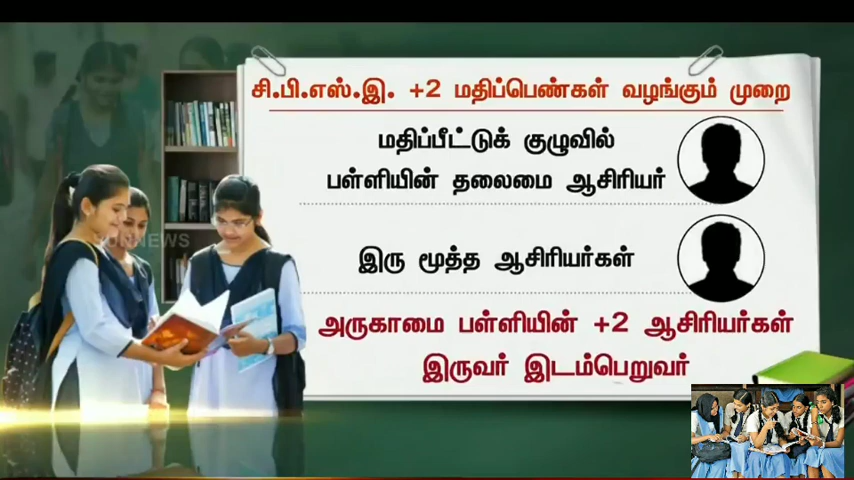 சி.பி.எஸ்.இ. +2 மதிப்பெண்கள் வழங்கும் முறை
மதிப்பீட்டுக் குழுவில்
பள்ளியின் தலைமை ஆசிரியர்
இரு மூத்த ஆசிரியர்கள்
அருகாமை பள்ளியின் +2 ஆசிரியர்கள்
இருவர் இடம்பெறுவர்